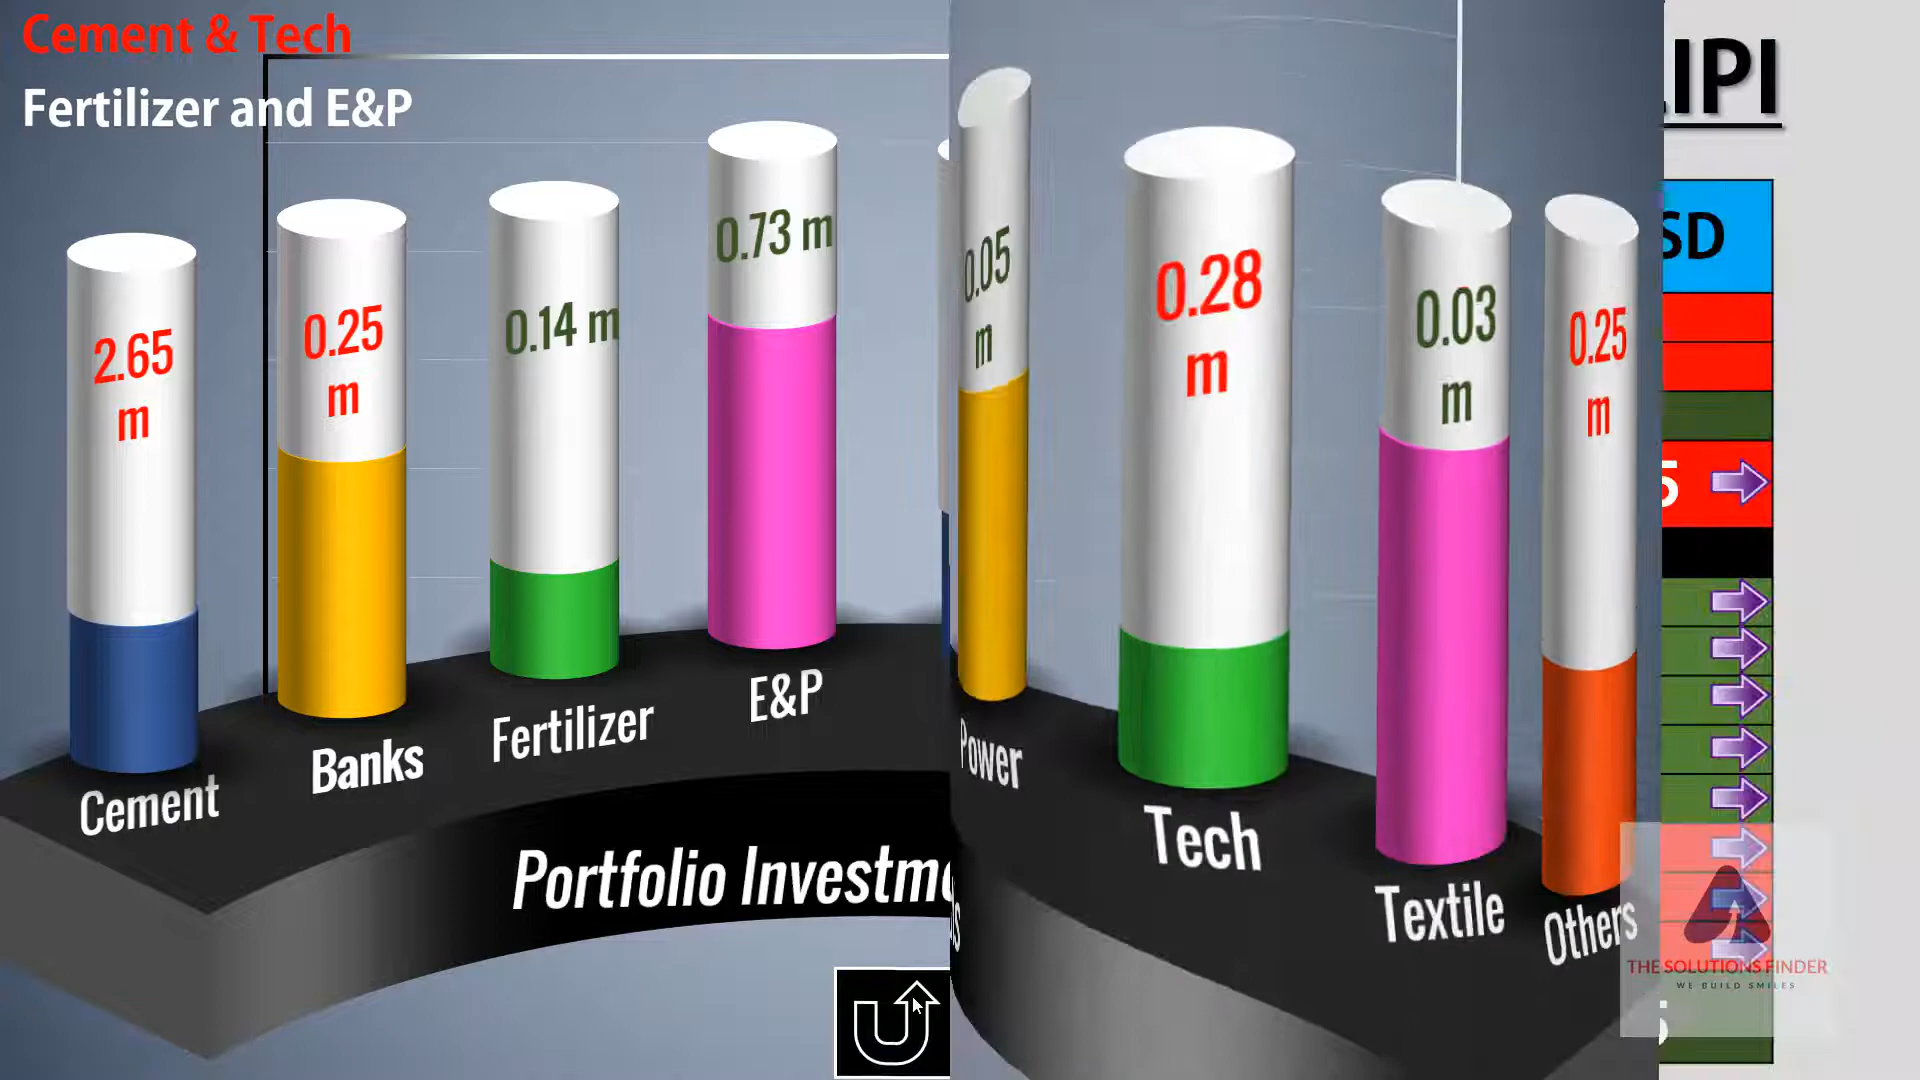 Cement & Tech
Fertilizer and E&P
IPI
SD
2.65
m
0.25
m
0.14 m
0.73 m
0.05
m
0.28
m
0.03
m
0.25
m
5
Cement
Banks
Fertilizer
E&P
Power
Tech
Textile
Others
Portfolio Investm
THE SOLUTIONS FINDER
WE BUILD SMILES